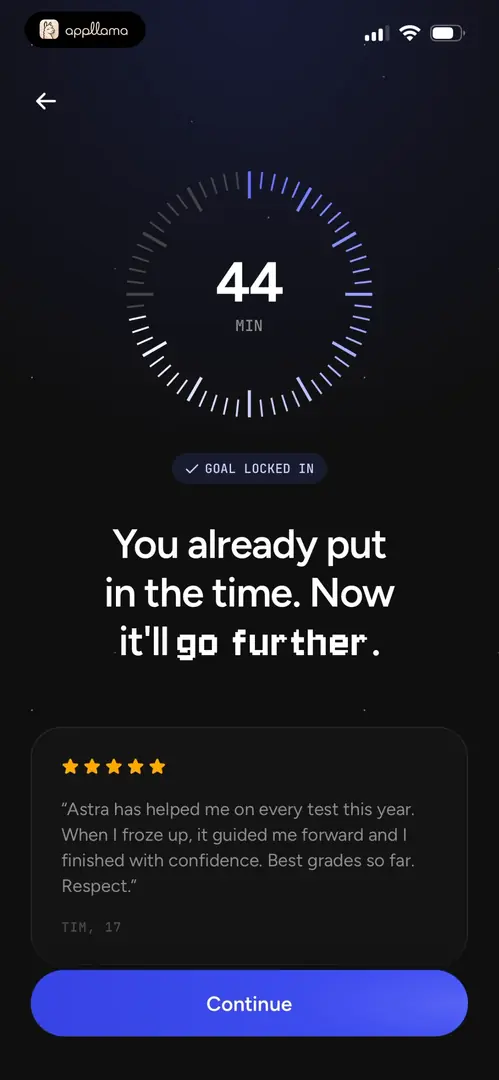 appllama
44
MIN
GOAL LOCKED IN
You already put
in the time. Now
it'll go further.
“Astra has helped me on every test this year.
When I froze up, it guided me forward and I
finished with confidence. Best grades so far.
Respect.”
TIM, 17
Continue